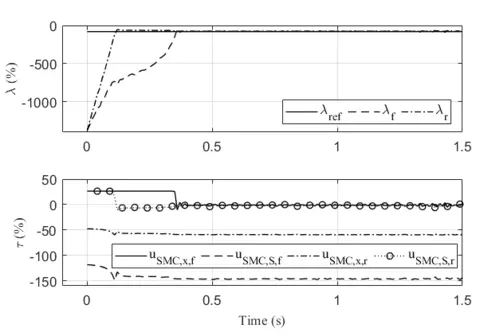 0
-500
-1000
λ (%)
λref λf λr
0 0.5 1 1.5
50
0
-50
-100
-150
τ (%)
uSMC,x,f uSMC,S,f uSMC,x,r uSMC,S,r
0 0.5 1 1.5
Time (s)